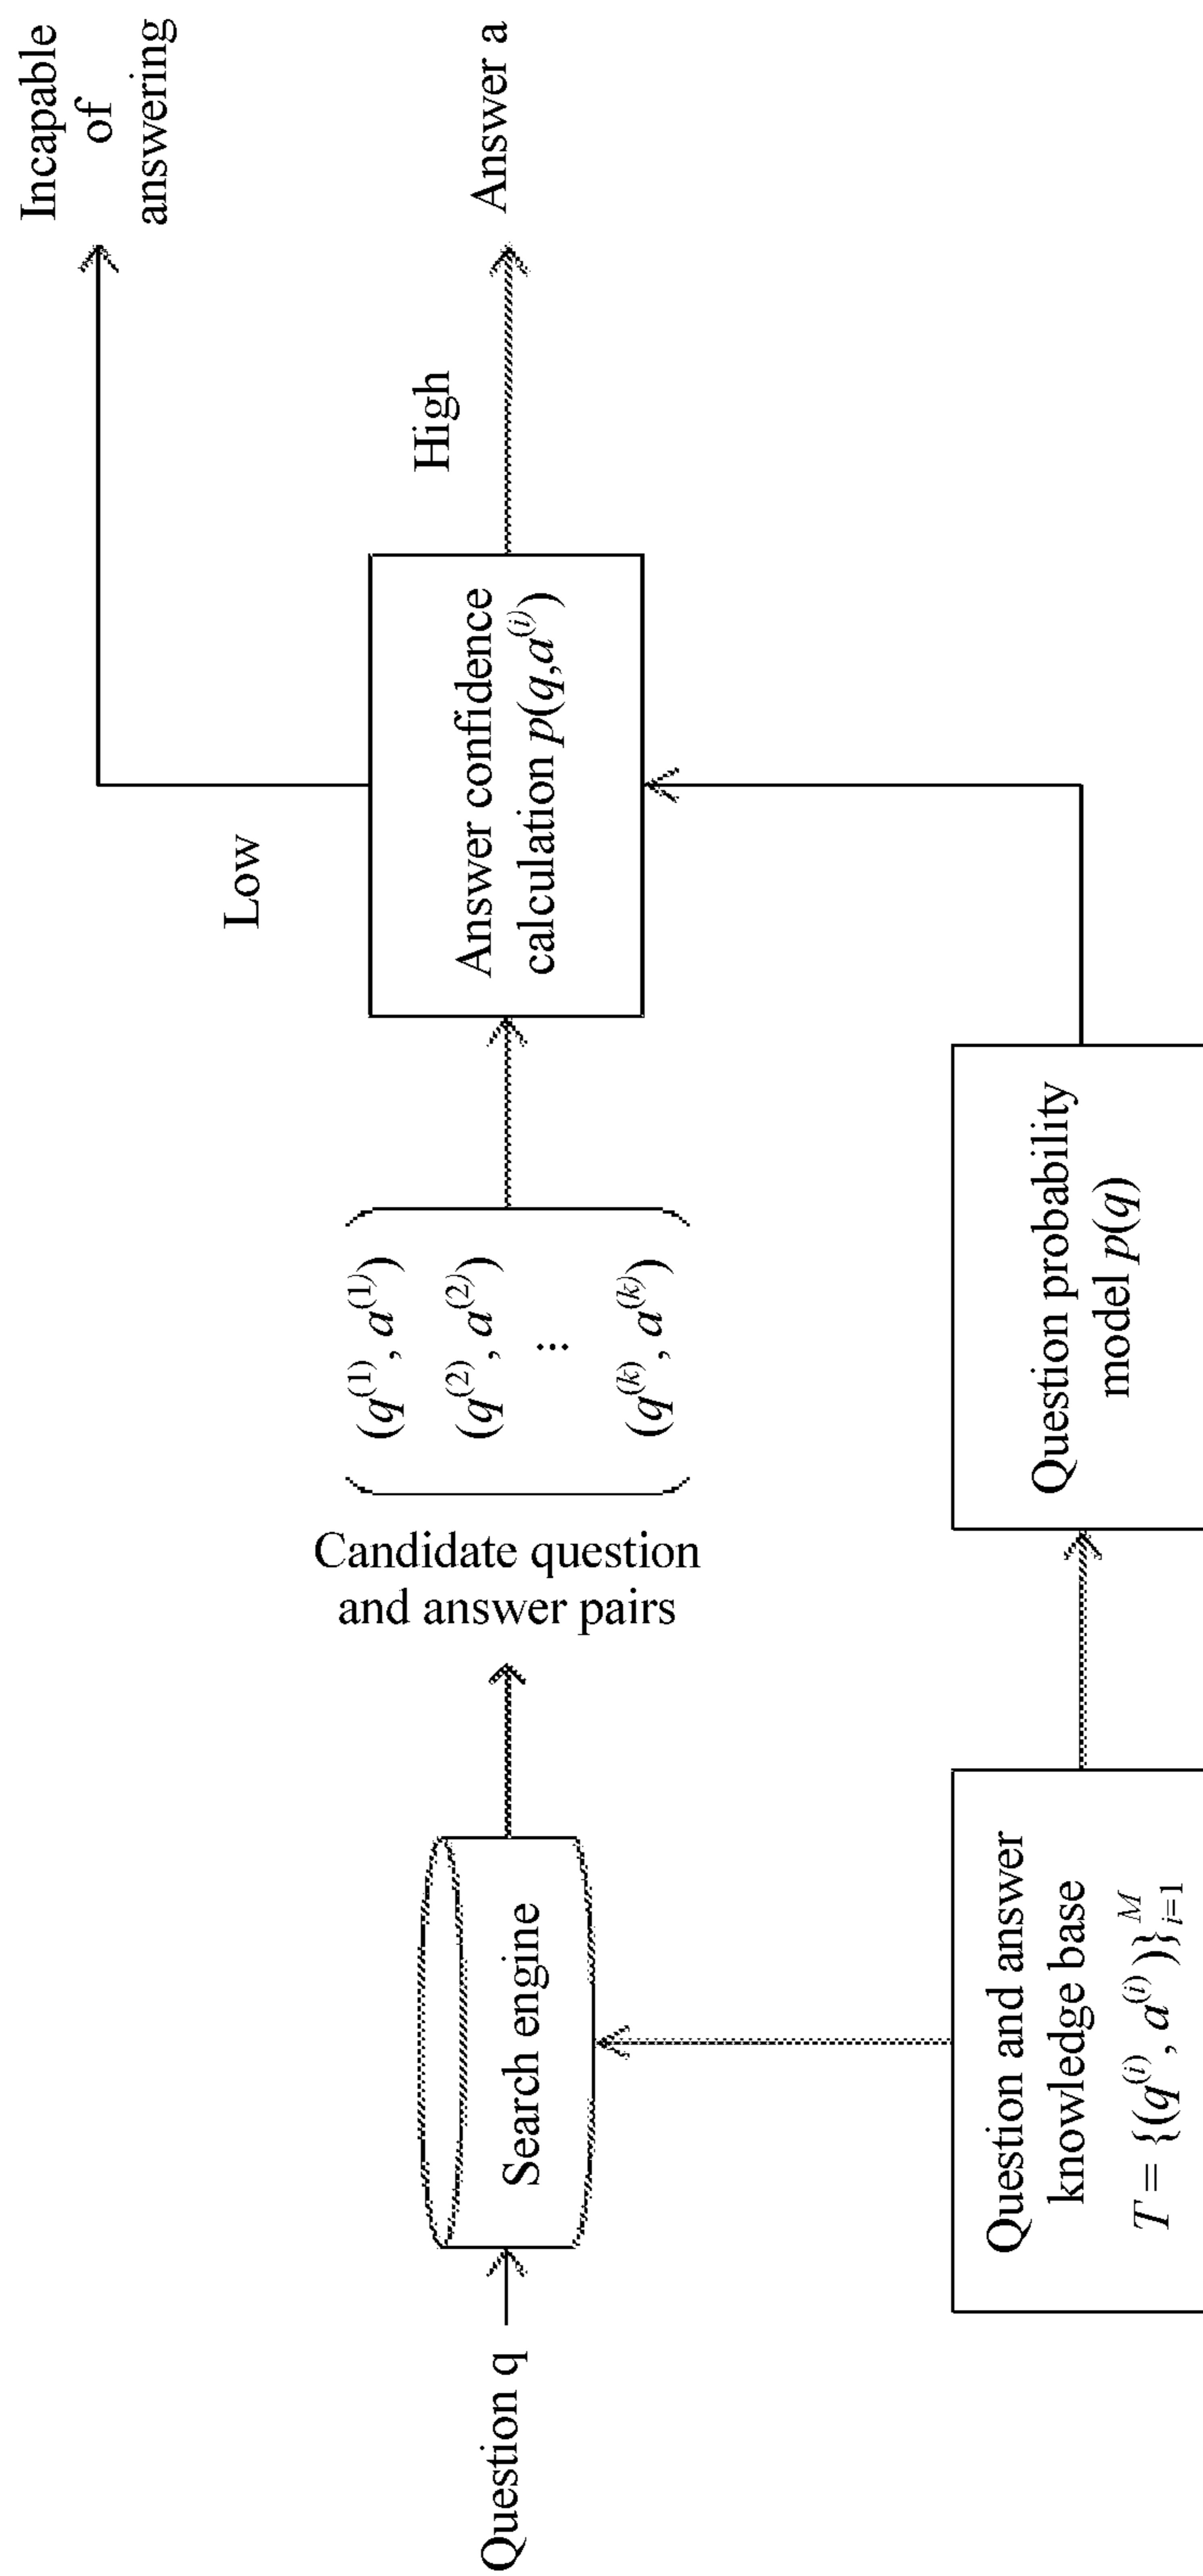 Question q
Search engine
Candidate question
and answer pairs
(q⁽¹⁾, a⁽¹⁾)
(q⁽²⁾, a⁽²⁾)
⋮
(q⁽ᵏ⁾, a⁽ᵏ⁾)
Answer confidence
calculation p(q,a⁽ⁱ⁾)
Low
High
Incapable
of
answering
Answer a
Question and answer
knowledge base
T = {(q⁽ⁱ⁾, a⁽ⁱ⁾)}ᴹᵢ₌₁
Question probability
model p(q)